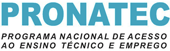 PRONATEC
PROGRAMA NACIONAL DE ACESSO
AO ENSINO TÉCNICO E EMPREGO